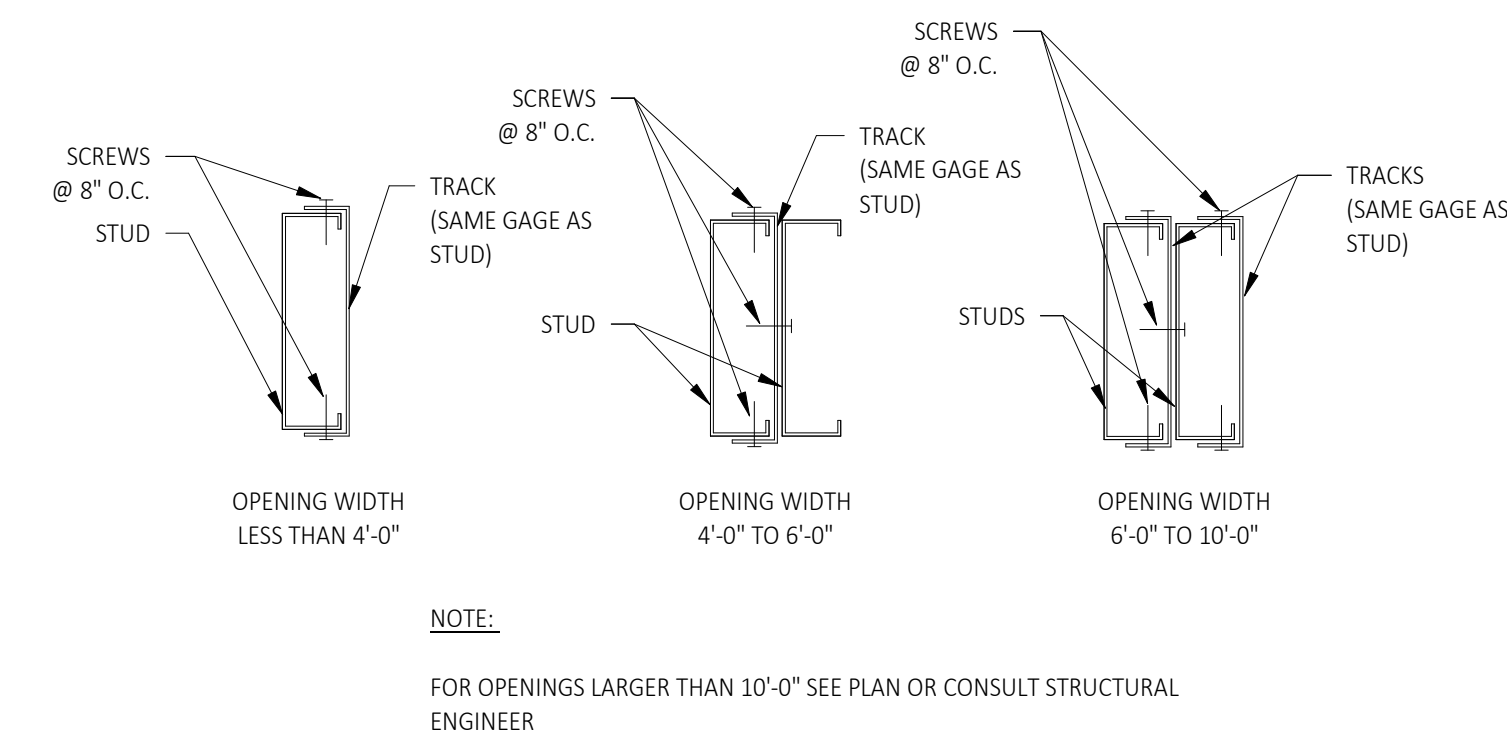 SCREWS
@ 8" O.C.
STUD
TRACK
(SAME GAGE AS
STUD)
OPENING WIDTH
LESS THAN 4'-0"
SCREWS
@ 8" O.C.
TRACK
(SAME GAGE AS
STUD)
STUD
OPENING WIDTH
4'-0" TO 6'-0"
SCREWS
@ 8" O.C.
TRACKS
(SAME GAGE AS
STUD)
STUDS
OPENING WIDTH
6'-0" TO 10'-0"
NOTE:
FOR OPENINGS LARGER THAN 10'-0" SEE PLAN OR CONSULT STRUCTURAL
ENGINEER